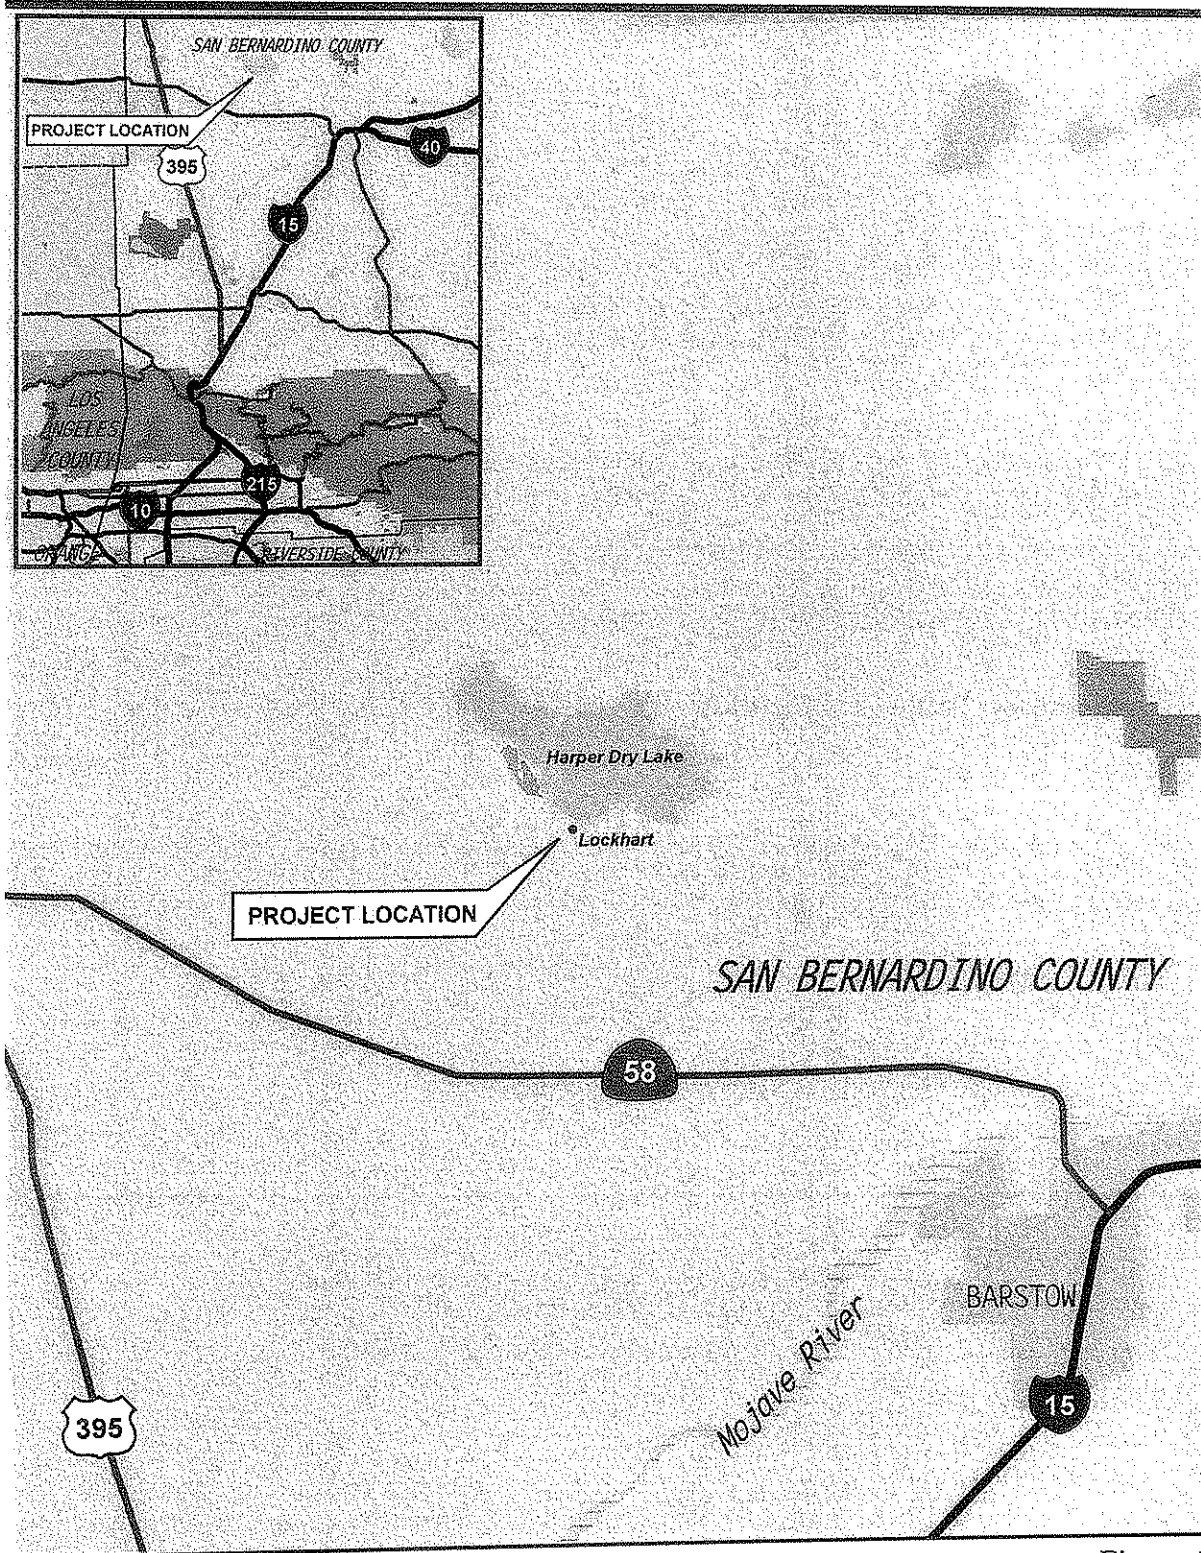 SAN BERNARDINO COUNTY
PROJECT LOCATION
395
40
15
LOS
ANGELES
COUNTY
215
10
ORANGE
RIVERSIDE COUNTY
Harper Dry Lake
Lockhart
PROJECT LOCATION
SAN BERNARDINO COUNTY
58
BARSTOW
Mojave River
15
395